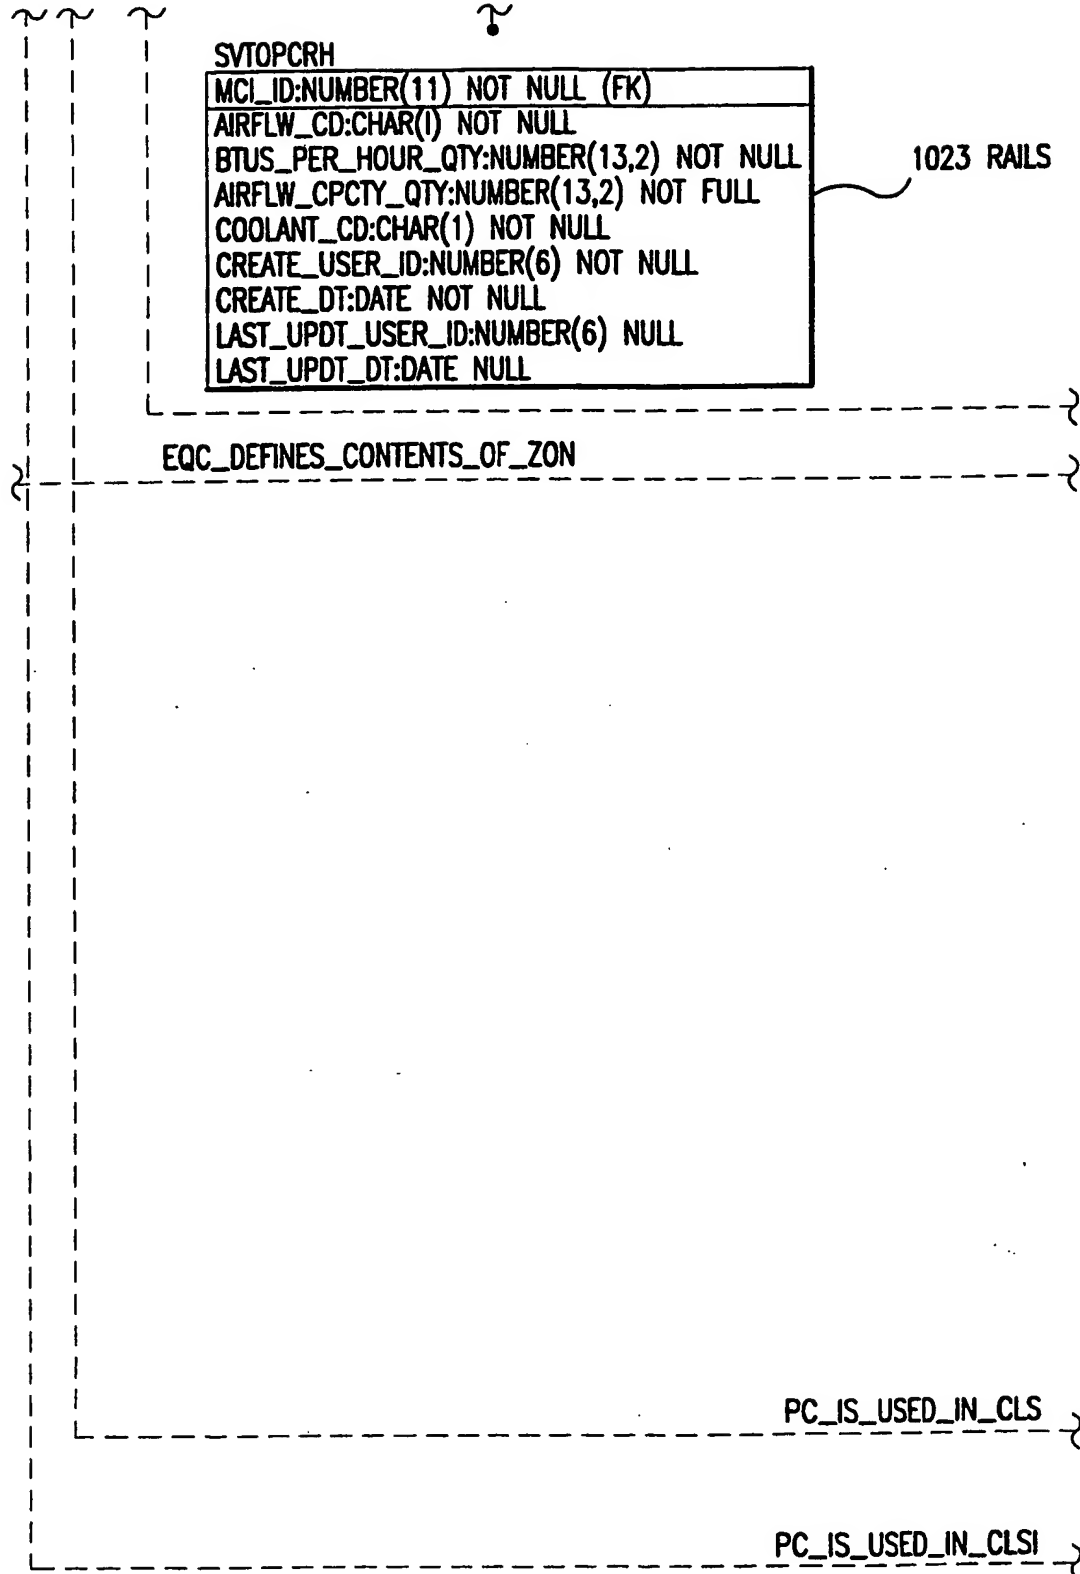 SVTOPCRH
MCI_ID:NUMBER(11) NOT NULL (FK)
AIRFLW_CD:CHAR(I) NOT NULL
BTUS_PER_HOUR_QTY:NUMBER(13,2) NOT NULL
1023 RAILS
AIRFLW_CPCTY_QTY:NUMBER(13,2) NOT FULL
COOLANT_CD:CHAR(1) NOT NULL
CREATE_USER_ID:NUMBER(6) NOT NULL
CREATE_DT:DATE NOT NULL
LAST_UPDT_USER_ID:NUMBER(6) NULL
LAST_UPDT_DT:DATE NULL
EQC_DEFINES_CONTENTS_OF_ZON
PC_IS_USED_IN_CLS
PC_IS_USED_IN_CLSI